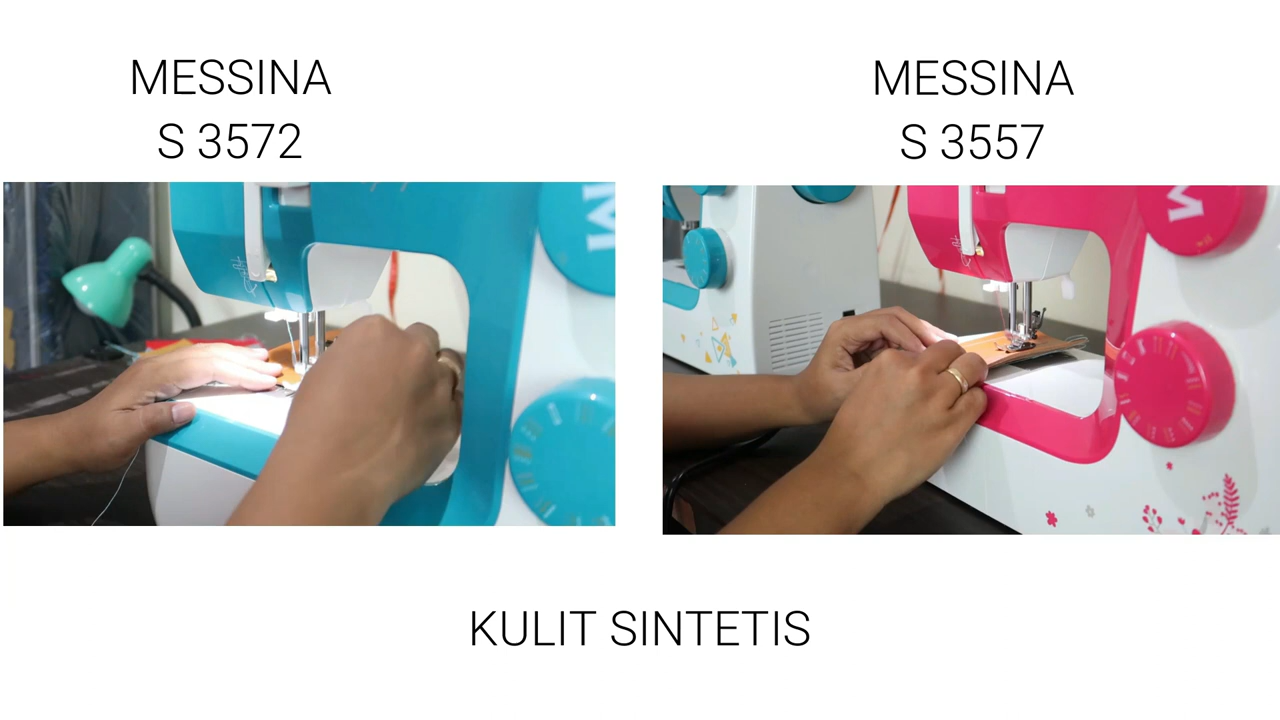 MESSINA
S 3572
MESSINA
S 3557
M
M
KULIT SINTETIS